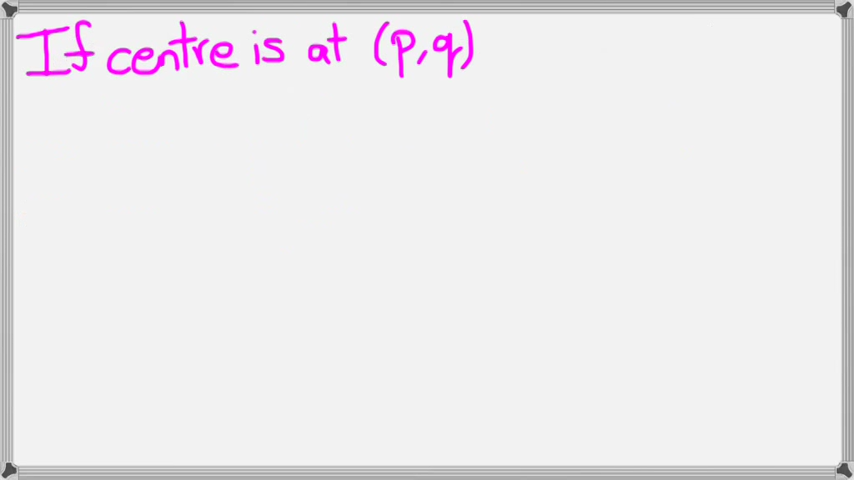 If centre is at (p,q)